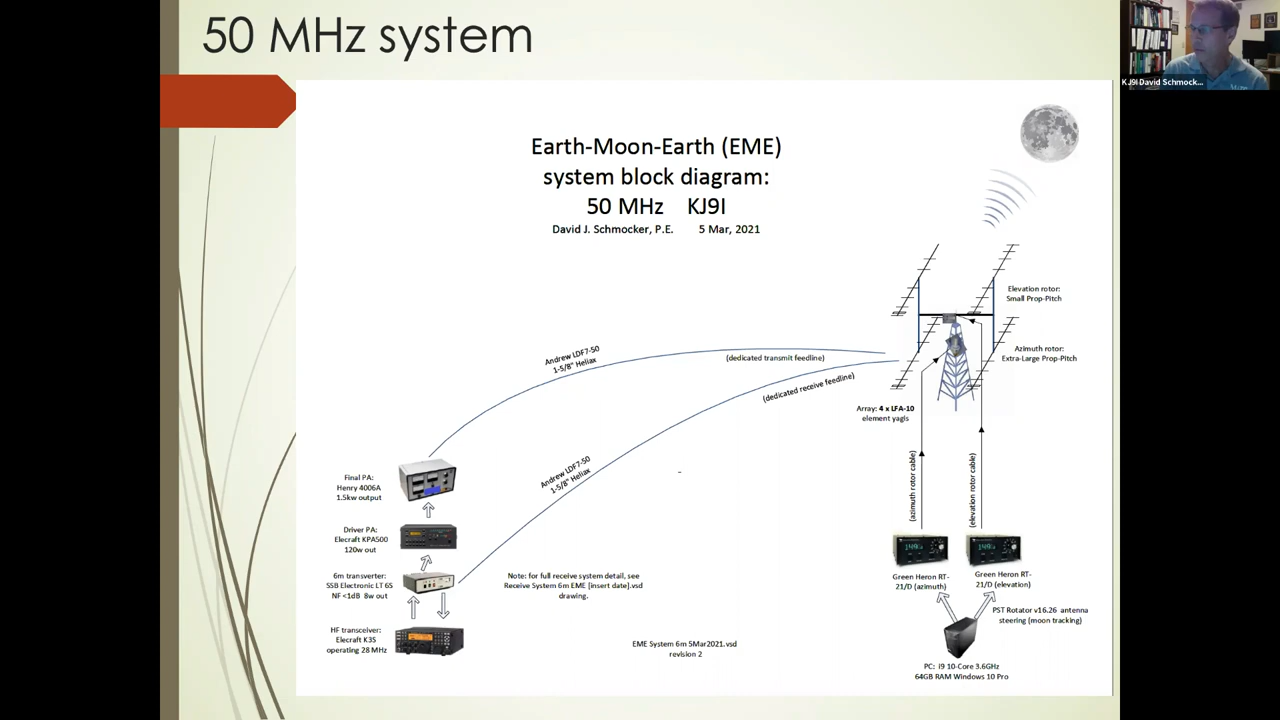 50 MHz system
KJ9I David Schmock...
Earth-Moon-Earth (EME)
system block diagram:
50 MHz KJ9I
David J. Schmocker, P.E. 5 Mar, 2021
Elevation rotor:
Small Prop-Pitch
Azimuth rotor:
Extra-Large Prop-Pitch
Andrew LDF7-50
1-5/8" Heliax
(dedicated transmit feedline)
(dedicated receive feedline)
Array: 4 x LFA-10
element yagis
Andrew LDF7-50
1-5/8" Heliax
(azimuth rotor cable)
(elevation rotor cable)
Final PA:
Henry 4006A
1.5kw output
Driver PA:
Elecraft KPA500
120w out
6m transverter:
SSB Electronic LT 6S
NF <1dB 8w out
HF transceiver:
Elecraft K3S
operating 28 MHz
Note: for full receive system detail, see
Receive System 6m EME [insert date].vsd
drawing.
EME System 6m 5Mar2021.vsd
revision 2
Green Heron RT-
21/D (azimuth)
Green Heron RT-
21/D (elevation)
PST Rotator v16.26 antenna
steering (moon tracking)
PC: i9 10-Core 3.6GHz
64GB RAM Windows 10 Pro